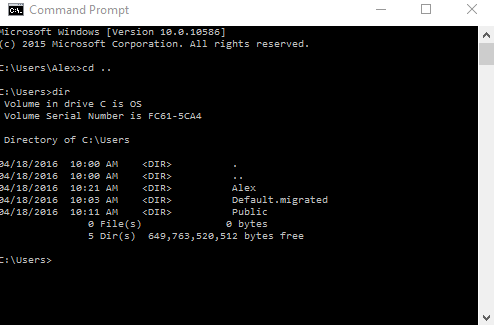 Command Prompt
Microsoft Windows [Version 10.0.10586]
(c) 2015 Microsoft Corporation. All rights reserved.
C:\Users\Alex>cd ..
C:\Users>dir
Volume in drive C is OS
Volume Serial Number is FC61-5CA4
Directory of C:\Users
04/18/2016  10:00 AM    <DIR>          .
04/18/2016  10:00 AM    <DIR>          ..
04/18/2016  10:21 AM    <DIR>          Alex
04/18/2016  10:03 AM    <DIR>          Default.migrated
04/18/2016  10:11 AM    <DIR>          Public
0 File(s)              0 bytes
5 Dir(s)  649,763,520,512 bytes free
C:\Users>